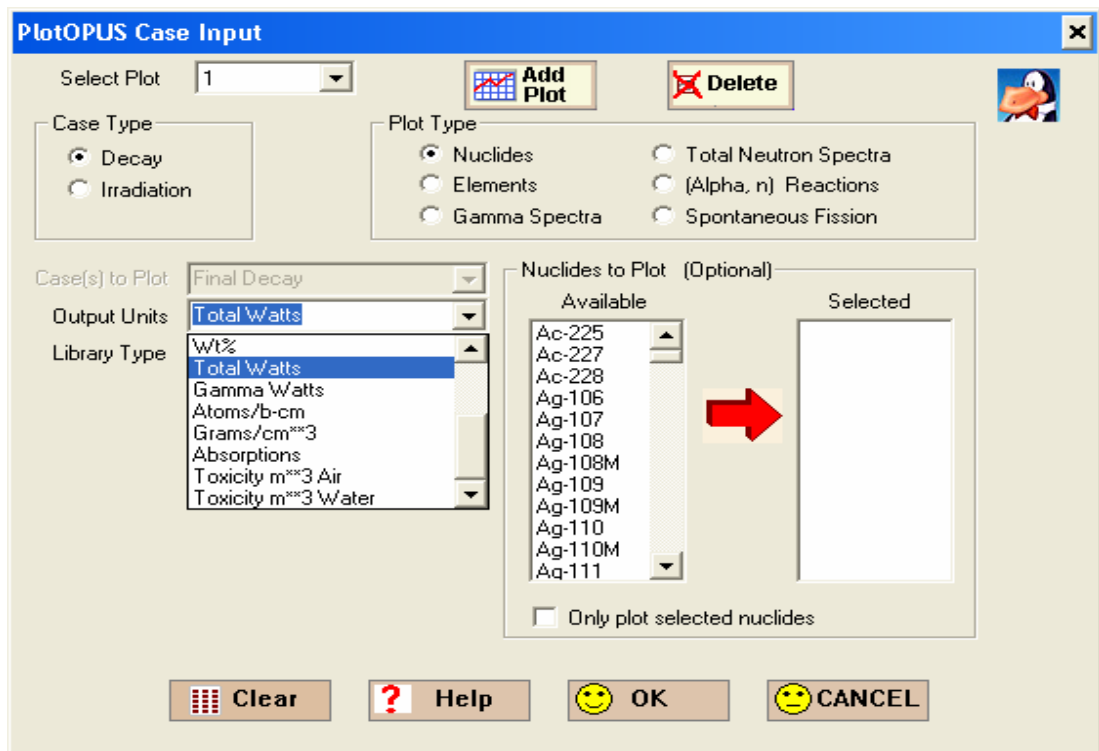 PlotOPUS Case Input
Select Plot 1
Add Plot
Delete
Case Type
Decay
Irradiation
Plot Type
Nuclides
Elements
Gamma Spectra
Total Neutron Spectra
(Alpha, n) Reactions
Spontaneous Fission
Case(s) to Plot Final Decay
Output Units Total Watts
Library Type
Wt%
Total Watts
Gamma Watts
Atoms/b-cm
Grams/cm**3
Absorptions
Toxicity m**3 Air
Toxicity m**3 Water
Nuclides to Plot (Optional)
Available
Ac-225
Ac-227
Ac-228
Ag-106
Ag-107
Ag-108
Ag-108M
Ag-109
Ag-109M
Ag-110
Ag-110M
Ag-111
Selected
Only plot selected nuclides
Clear
? Help
OK
CANCEL